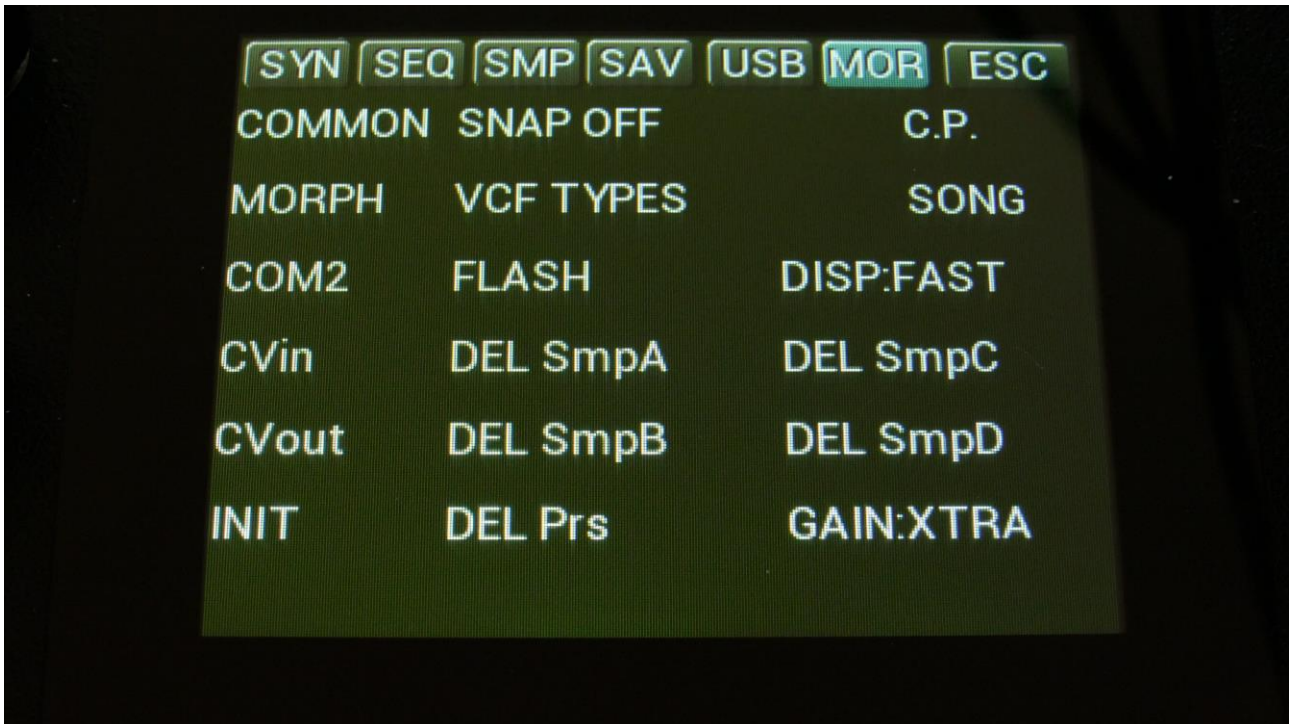 SYN SEQ SMP SAV USB MOR ESC
COMMON SNAP OFF C.P.
MORPH VCF TYPES SONG
COM2 FLASH DISP:FAST
CVin DEL SmpA DEL SmpC
CVout DEL SmpB DEL SmpD
INIT DEL Prs GAIN:XTRA